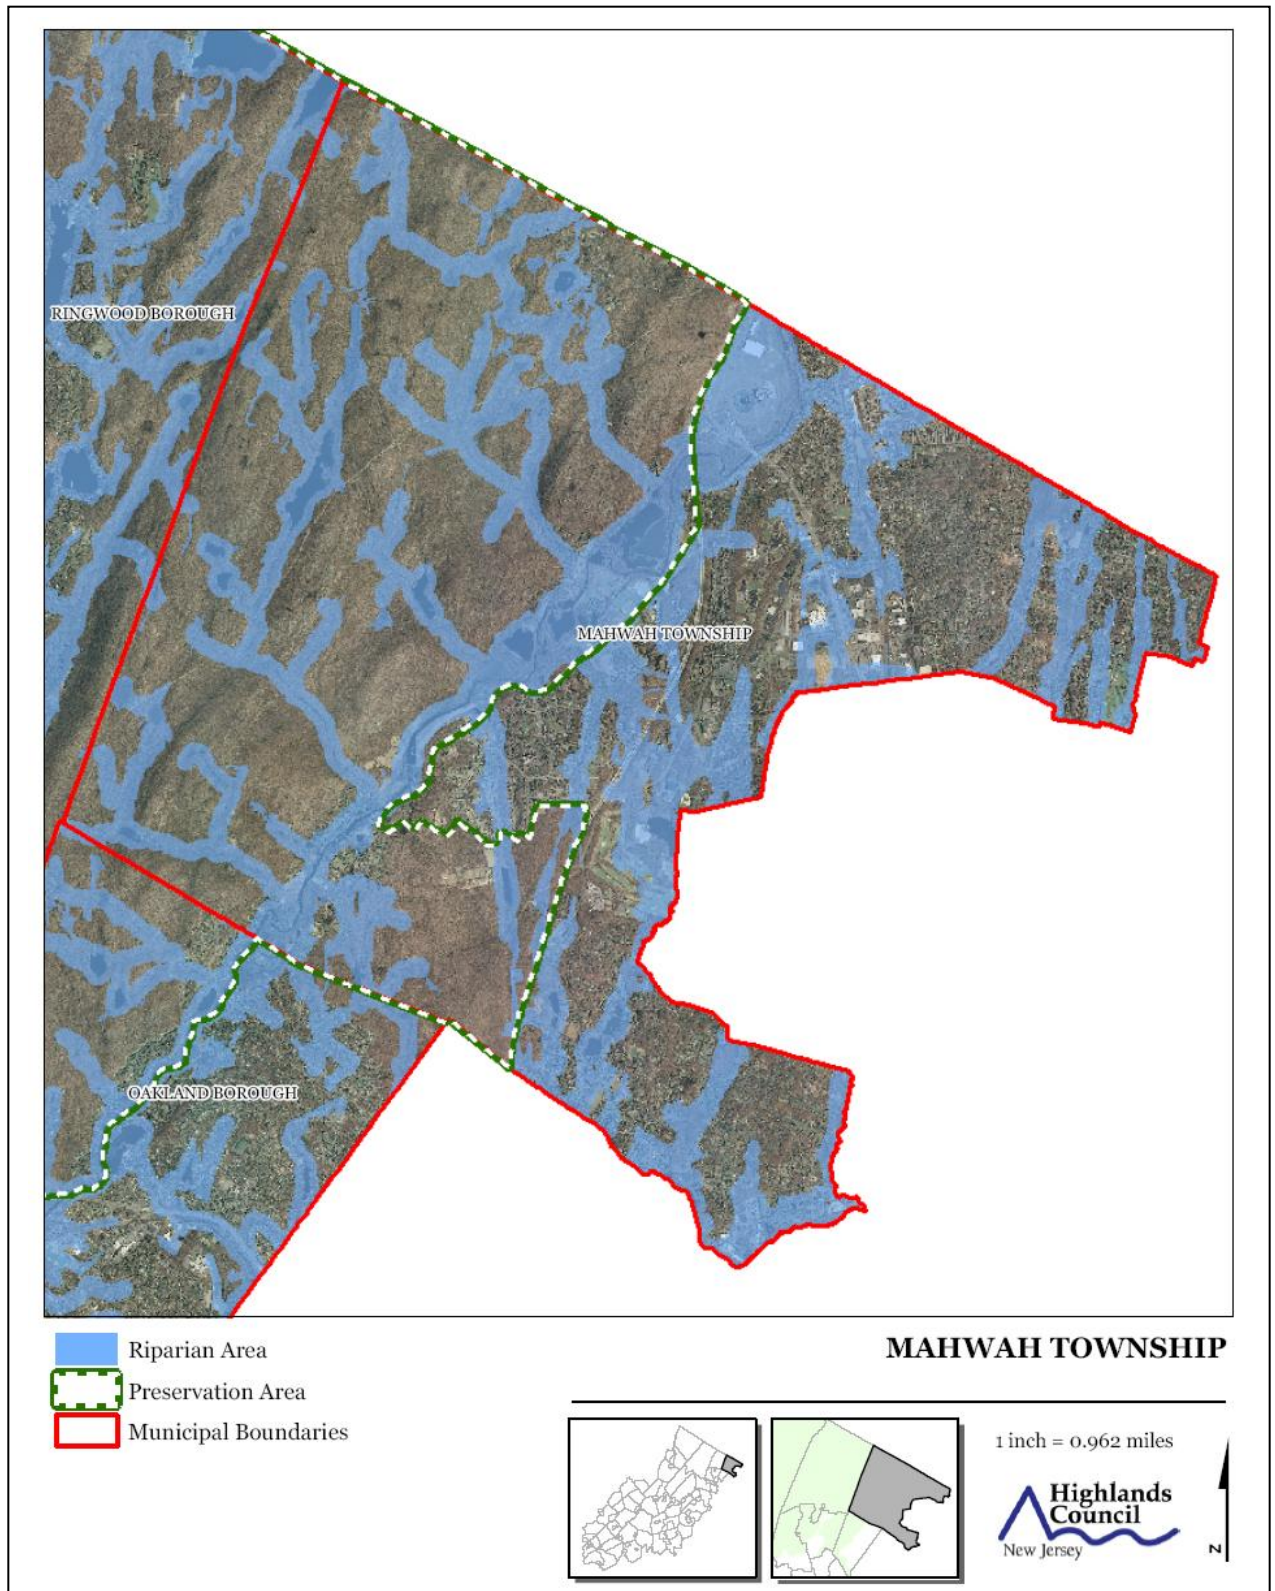 RINGWOOD BOROUGH
MAHWAH TOWNSHIP
OAKLAND BOROUGH
Riparian Area
Preservation Area
Municipal Boundaries
MAHWAH TOWNSHIP
1 inch = 0.962 miles
Highlands
Council
New Jersey
N